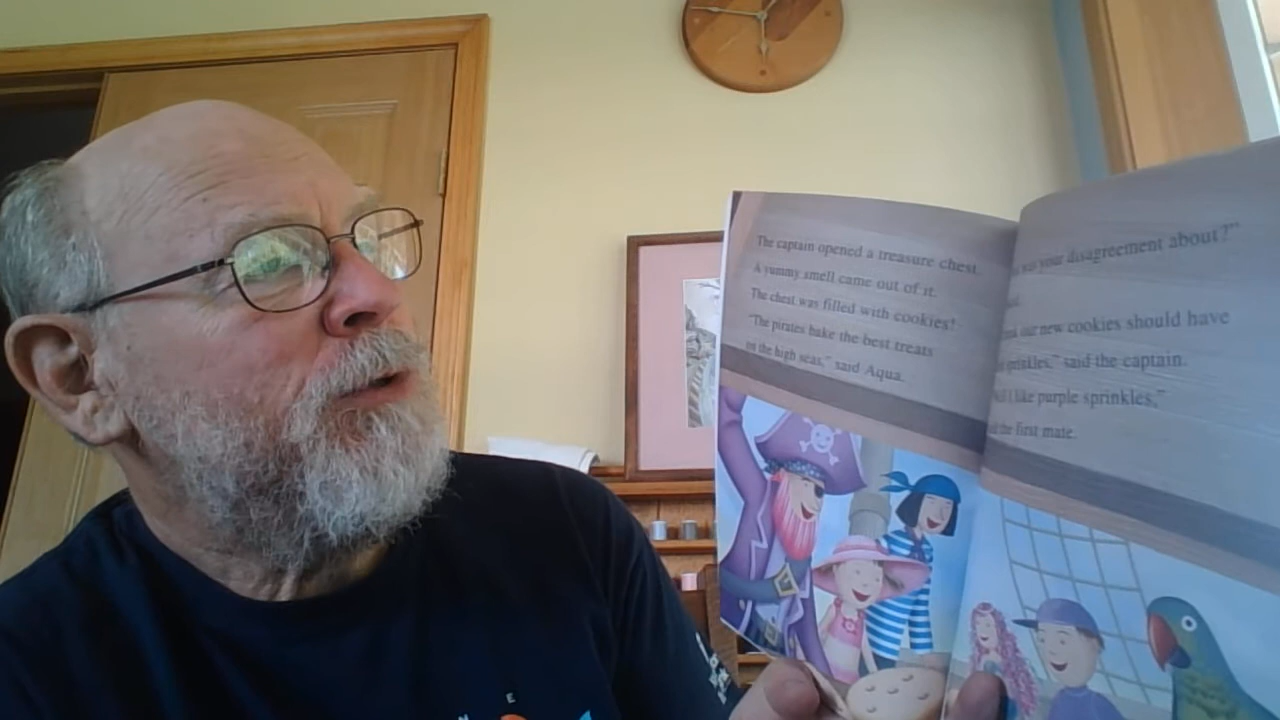 The captain opened a treasure chest.
A yummy smell came out of it.
The chest was filled with cookies!
"The pirates bake the best treats
on the high seas," said Aqua.
was your disagreement about?"
our new cookies should have
sprinkles," said the captain.
I like purple sprinkles,"
the first mate.
N E